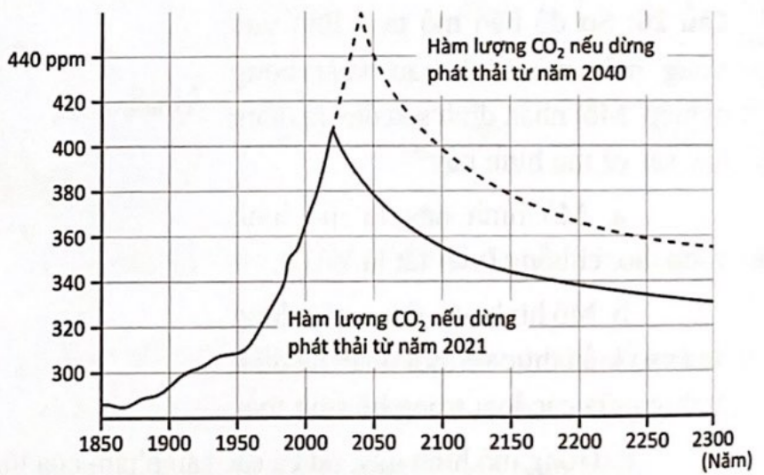 440 ppm
420
400
380
360
340
320
300
Hàm lượng CO₂ nếu dừng
phát thải từ năm 2040
Hàm lượng CO₂ nếu dừng
phát thải từ năm 2021
1850 1900 1950 2000 2050 2100 2150 2200 2250 2300
(Năm)